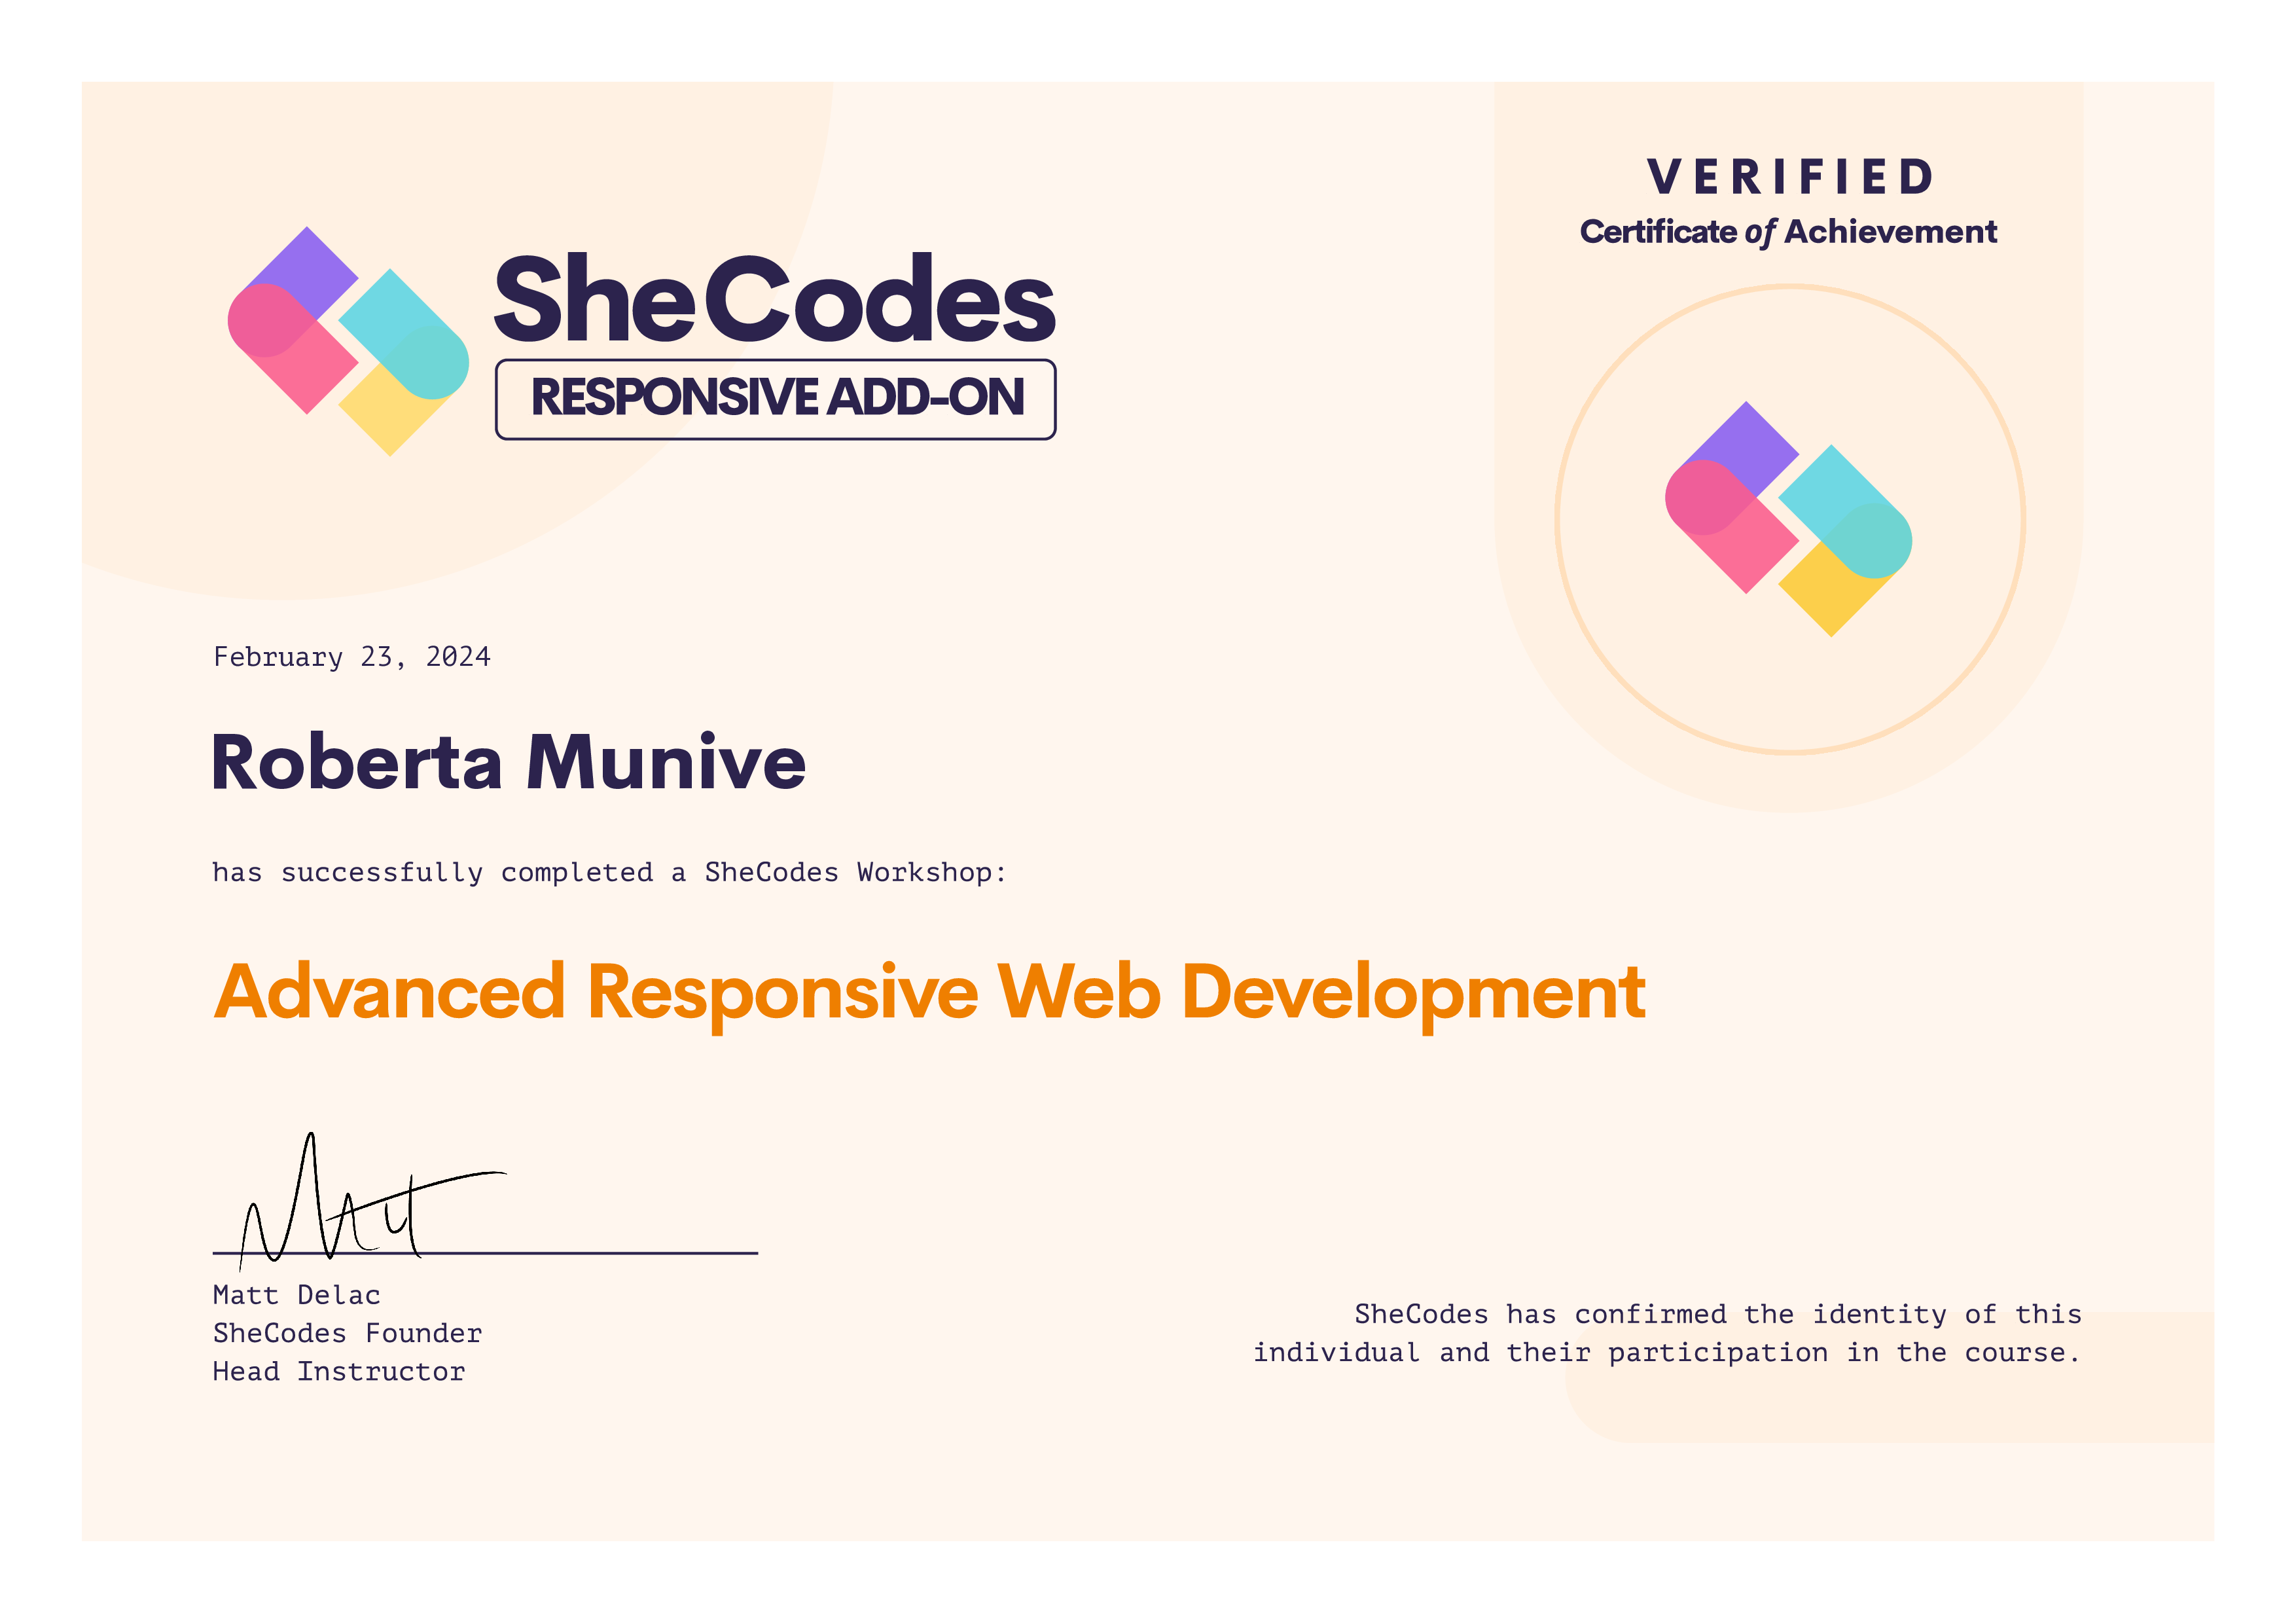 VERIFIED
Certificate of Achievement
SheCodes
RESPONSIVE ADD-ON
February 23, 2024
Roberta Munive
has successfully completed a SheCodes Workshop:
Advanced Responsive Web Development
Matt
Matt Delac
SheCodes Founder
Head Instructor
SheCodes has confirmed the identity of this
individual and their participation in the course.